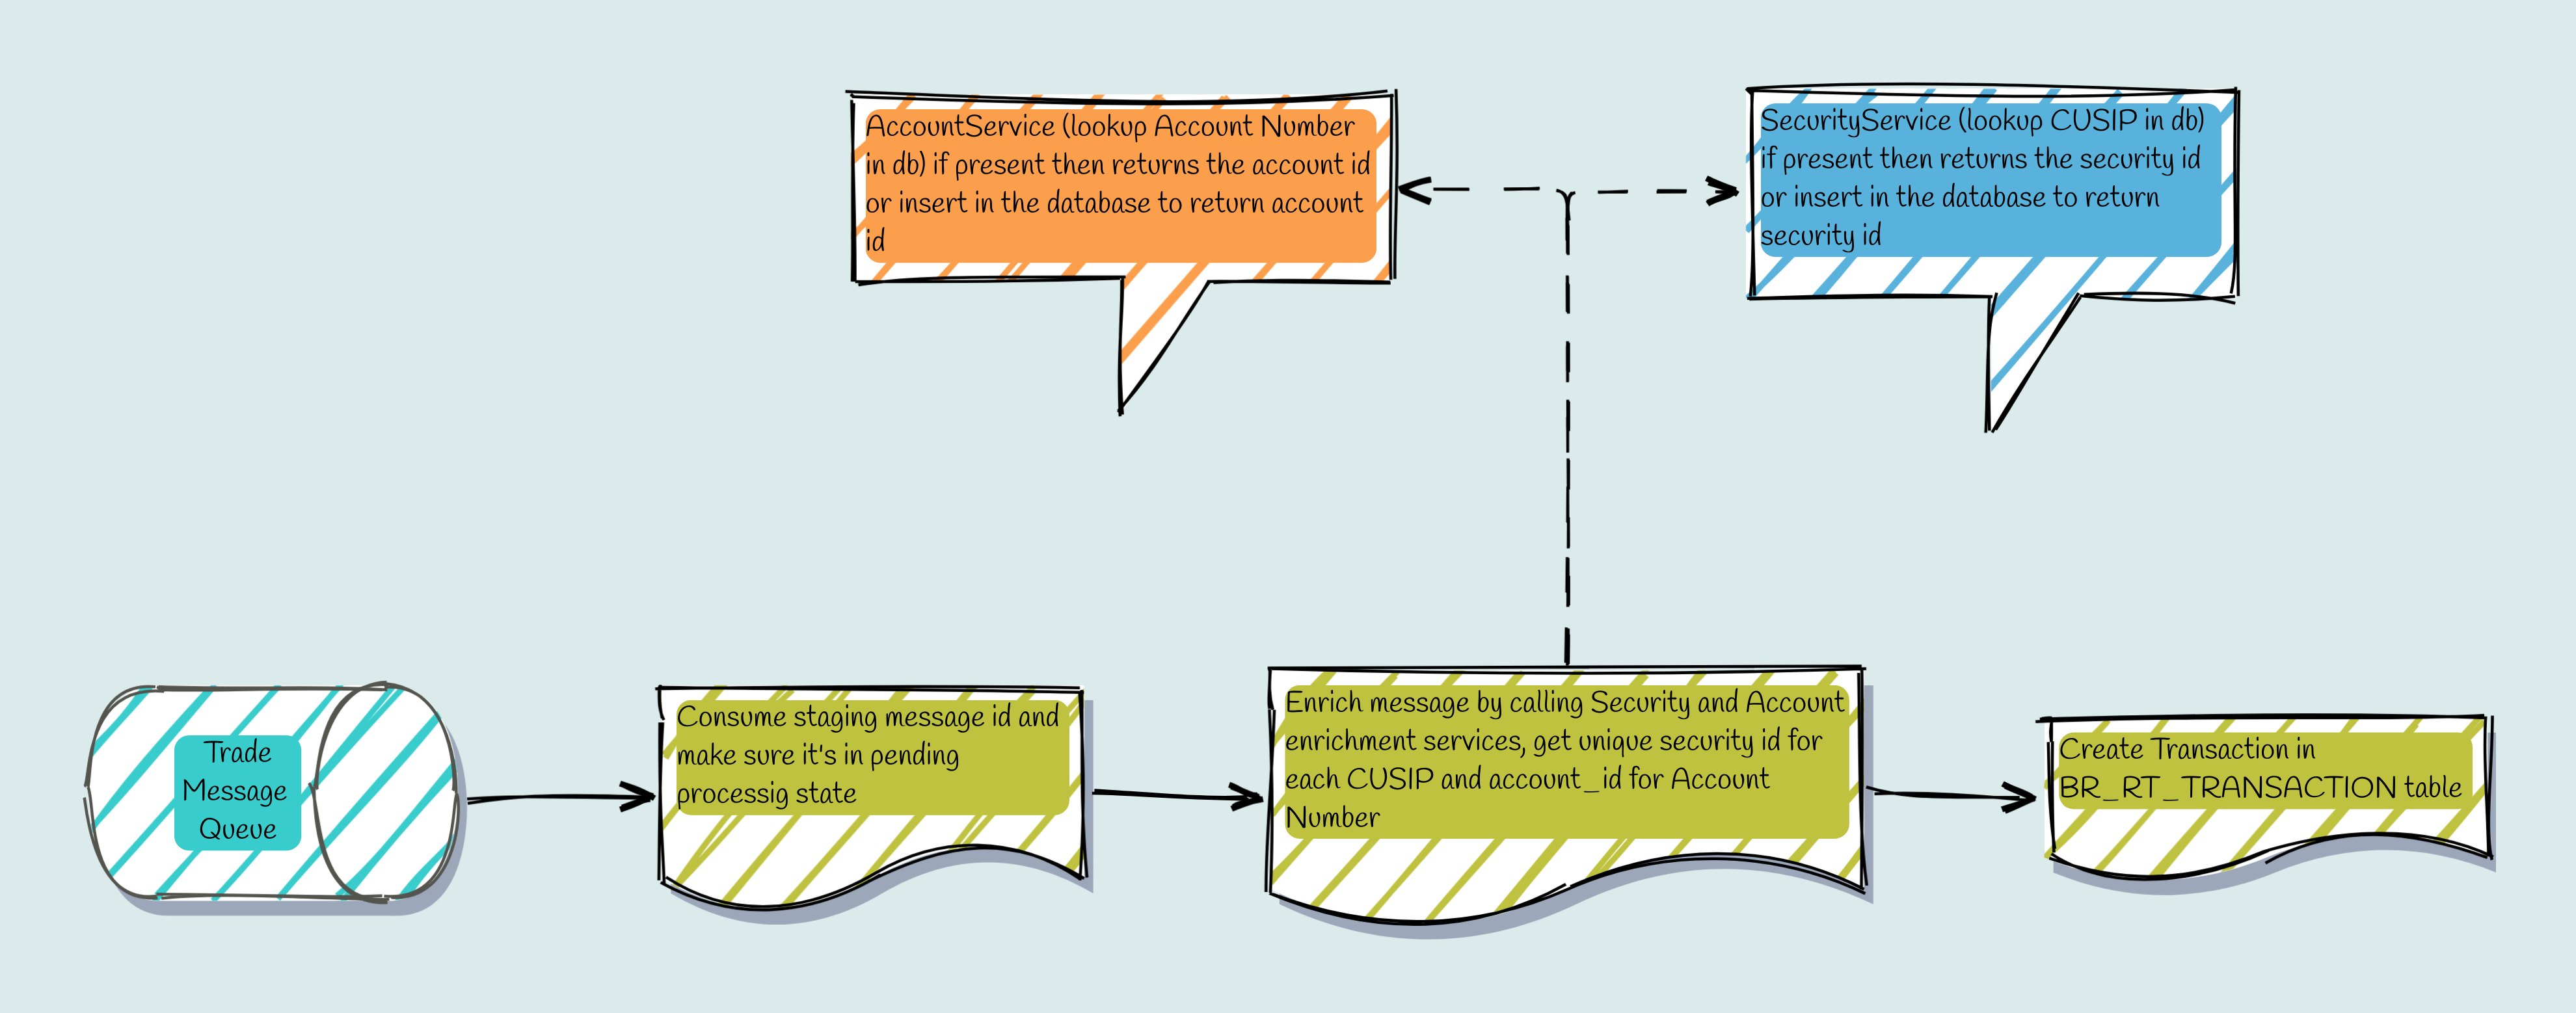 AccountService (lookup Account Number
in db) if present then returns the account id
or insert in the database to return account
id
SecurityService (lookup CUSIP in db)
if present then returns the security id
or insert in the database to return
security id
Trade
Message
Queue
Consume staging message id and
make sure it's in pending
processig state
Enrich message by calling Security and Account
enrichment services, get unique security id for
each CUSIP and account_id for Account
Number
Create Transaction in
BR_RT_TRANSACTION table